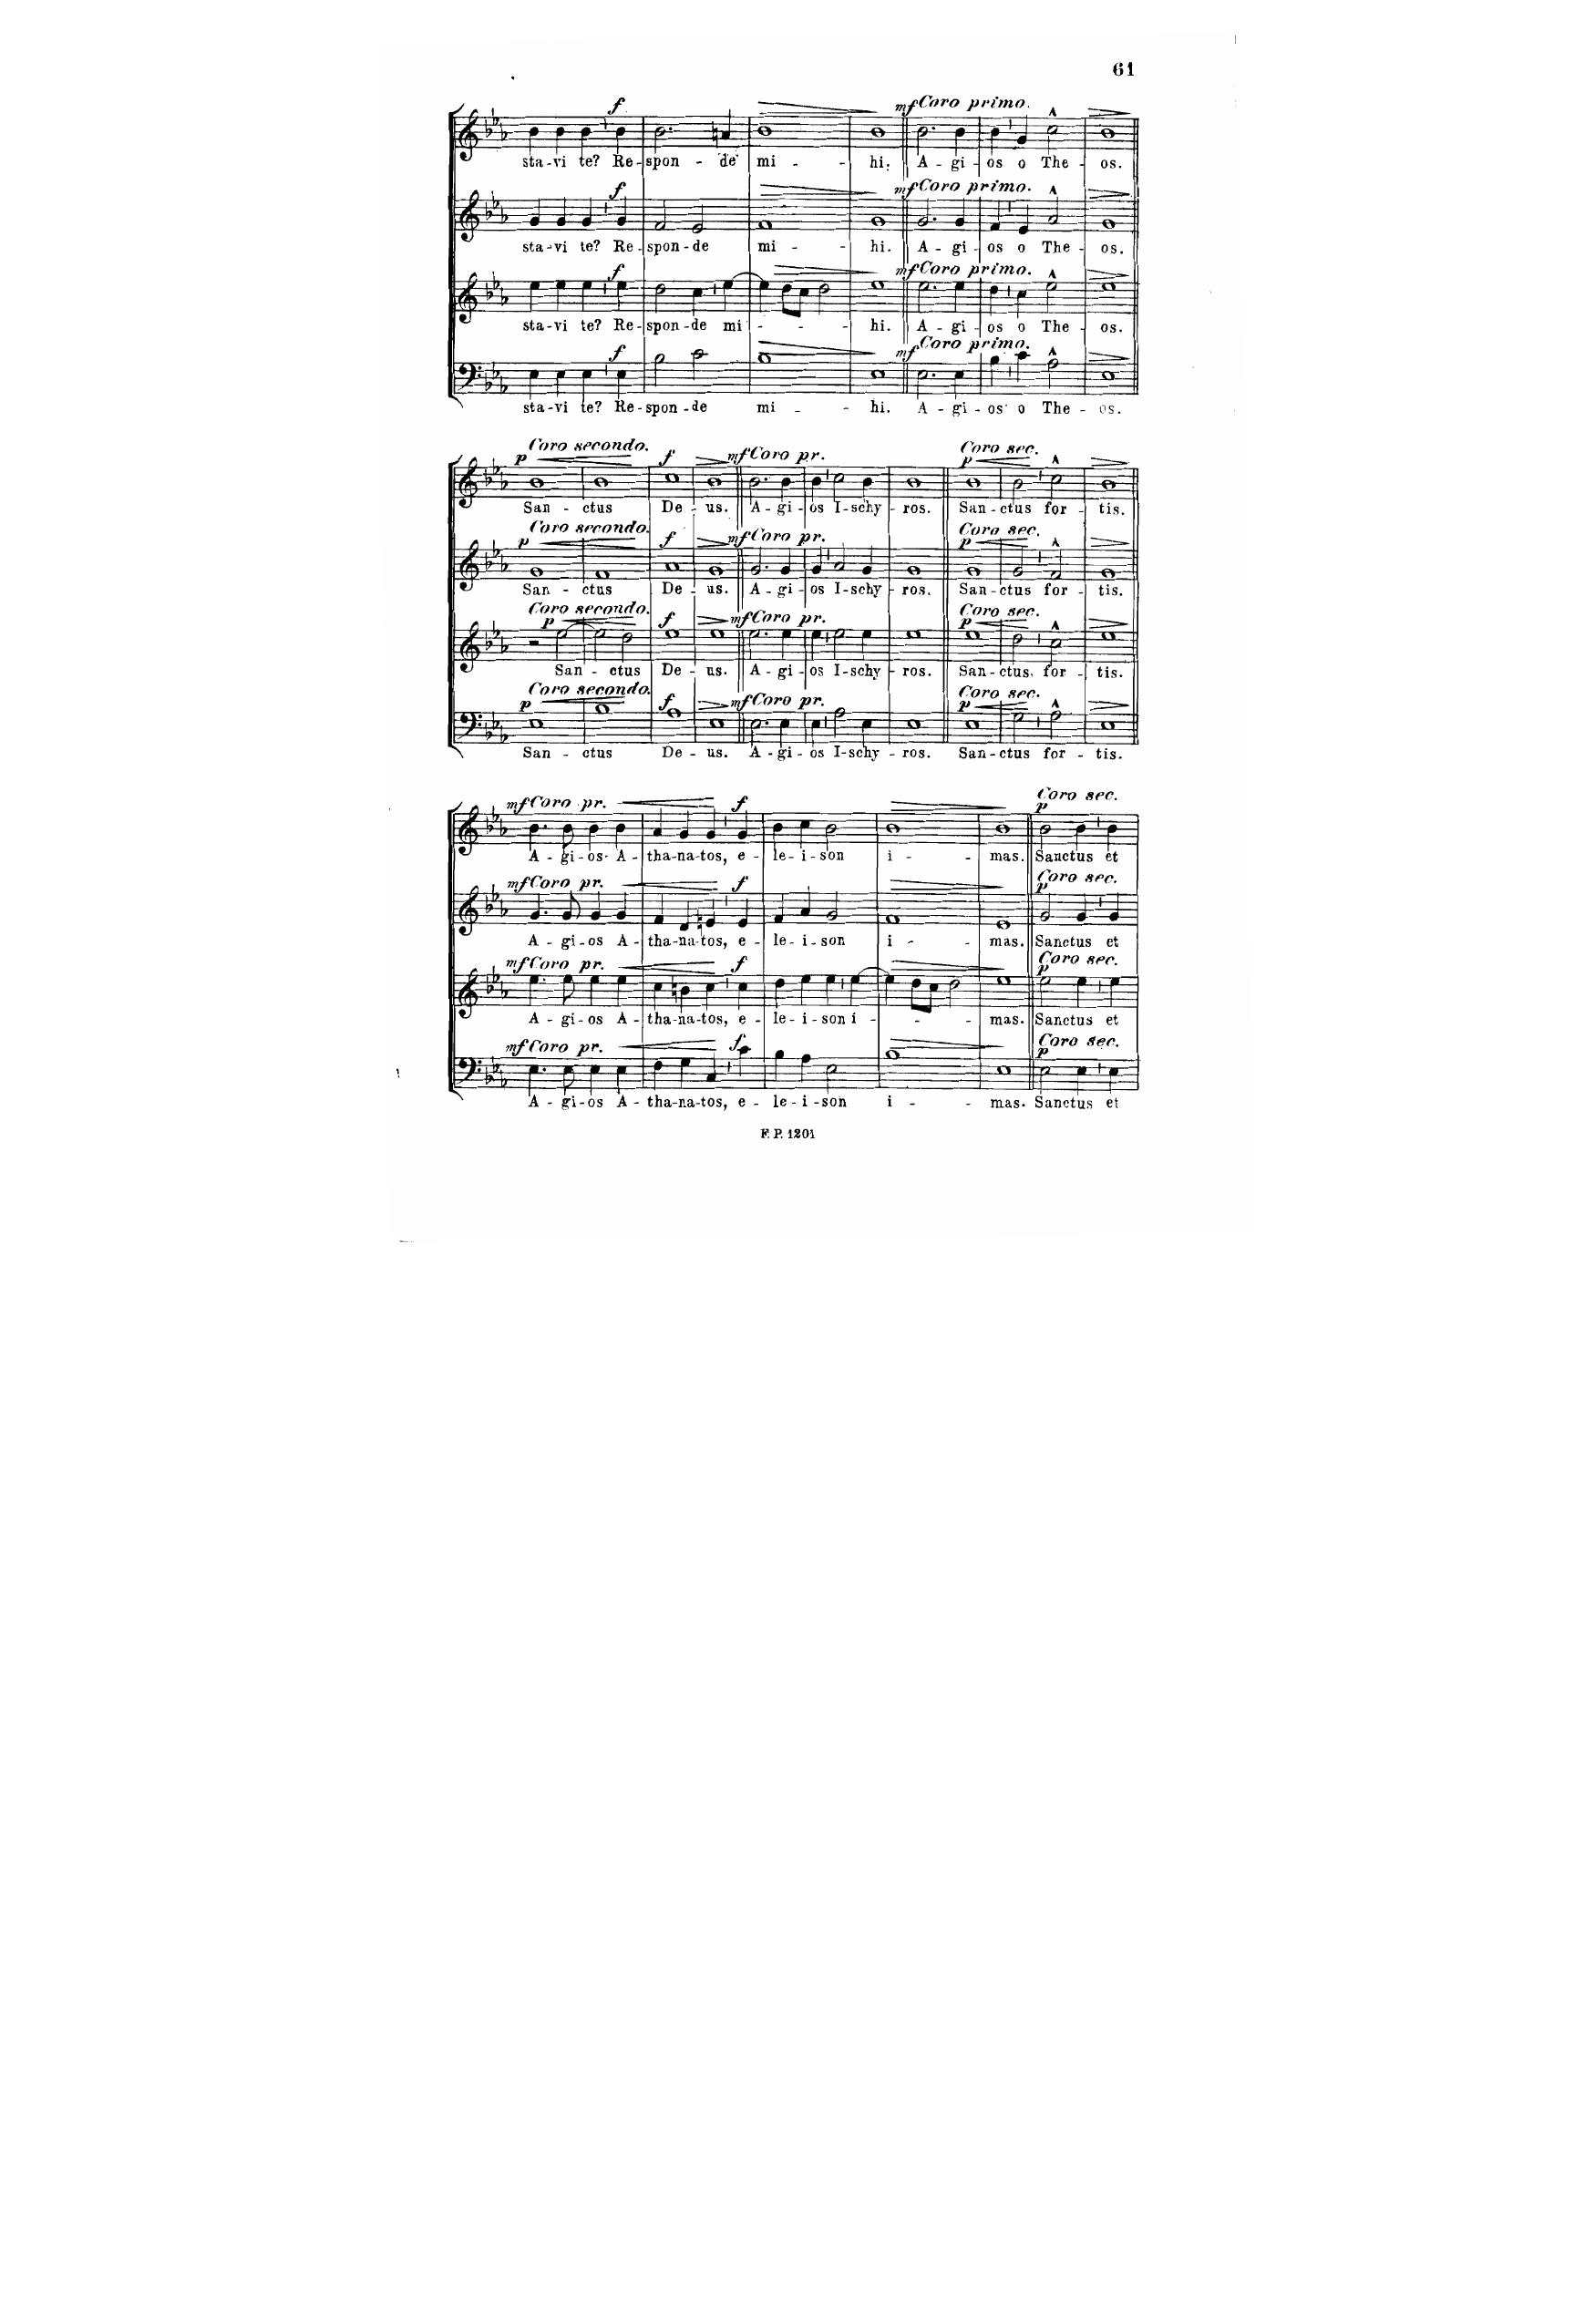 61
f mf Coro primo.
sta-vi te? Re-spon-de mi-hi. A-gi-os o The-os.
f mf Coro primo.
sta-vi te? Re-spon-de mi-hi. A-gi-os o The-os.
f mf Coro primo.
sta-vi te? Re-spon-de mi-hi. A-gi-os o The-os.
f mf Coro primo.
sta-vi te? Re-spon-de mi-hi. A-gi-os o The-os.
p Coro secondo. f mf Coro pr. p Coro sec.
San-ctus De-us. A-gi-os I-schy-ros. San-ctus for-tis.
p Coro secondo. f mf Coro pr. p Coro sec.
San-ctus De-us. A-gi-os I-schy-ros. San-ctus for-tis.
p Coro secondo. f mf Coro pr. p Coro sec.
San-ctus De-us. A-gi-os I-schy-ros. San-ctus. for-tis.
p Coro secondo. f mf Coro pr. p Coro sec.
San-ctus De-us. A-gi-os I-schy-ros. San-ctus for-tis.
mf Coro pr. f p Coro sec.
A-gi-os A-tha-na-tos, e-le-i-son i-mas. Sanctus et
mf Coro pr. f p Coro sec.
A-gi-os A-tha-na-tos, e-le-i-son i-mas. Sanctus et
mf Coro pr. f p Coro sec.
A-gi-os A-tha-na-tos, e-le-i-son i-mas. Sanctus et
mf Coro pr. f p Coro sec.
A-gi-os A-tha-na-tos, e-le-i-son i-mas. Sanctus et
F. P. 1201